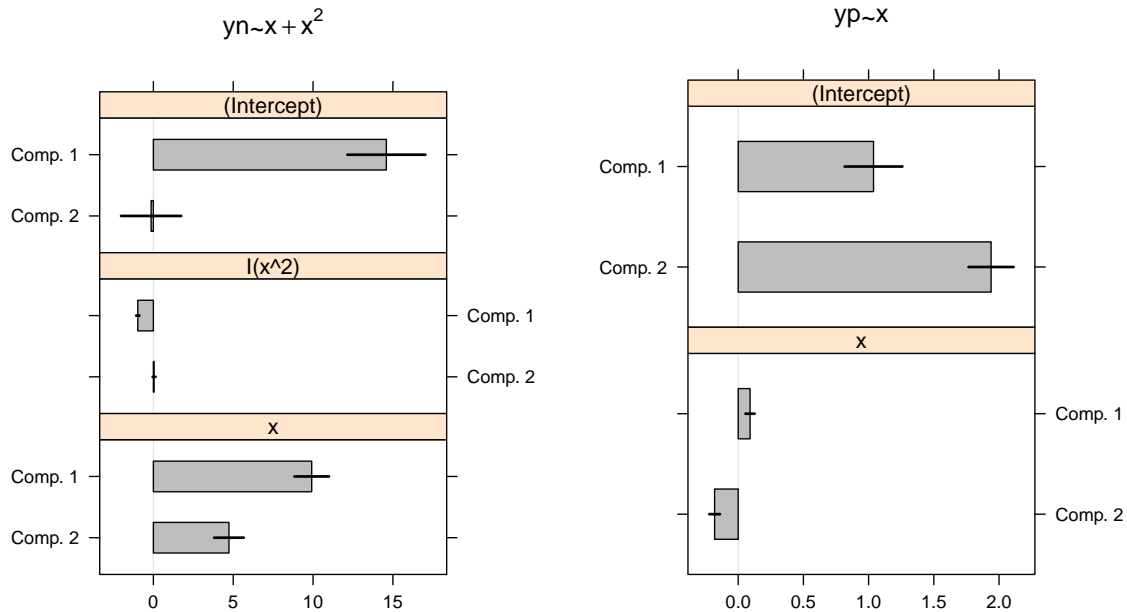 yn~x + x²
(Intercept)
Comp. 1
Comp. 2
I(x^2)
Comp. 1
Comp. 2
x
Comp. 1
Comp. 2
0 5 10 15
yp~x
(Intercept)
Comp. 1
Comp. 2
x
Comp. 1
Comp. 2
0.0 0.5 1.0 1.5 2.0